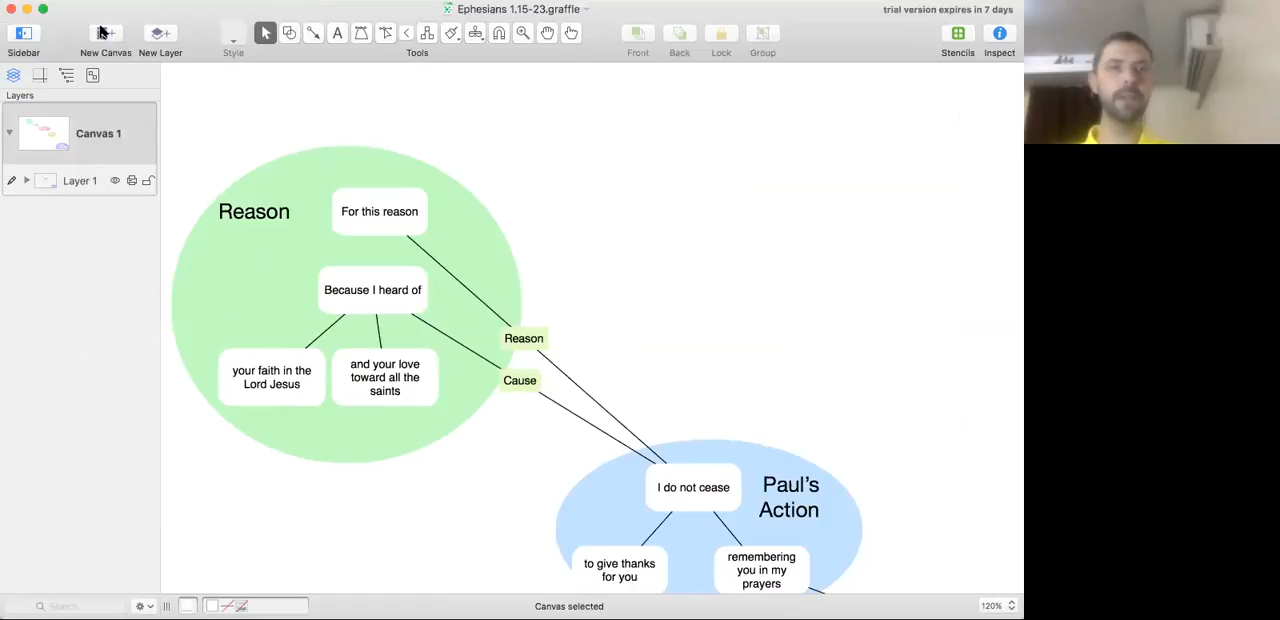 Ephesians 1.15-23.graffle
trial version expires in 7 days
Sidebar
New Canvas
New Layer
Style
Tools
Front
Back
Lock
Group
Stencils
Inspect
Layers
Canvas 1
Layer 1
Reason
For this reason
Because I heard of
your faith in the
Lord Jesus
and your love
toward all the
saints
Reason
Cause
I do not cease
Paul's
Action
to give thanks
for you
remembering
you in my
prayers
Search
Canvas selected
120%